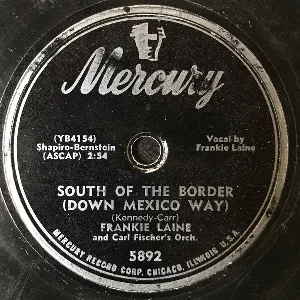 Mercury
(YB4154)
Shapiro-Bernstein
(ASCAP) 2:54
Vocal by
Frankie Laine
SOUTH OF THE BORDER
(DOWN MEXICO WAY)
(Kennedy-Carr)
FRANKIE LAINE
and Carl Fischer's Orch.
5892
MERCURY RECORD CORP. CHICAGO, ILLINOIS U.S.A.